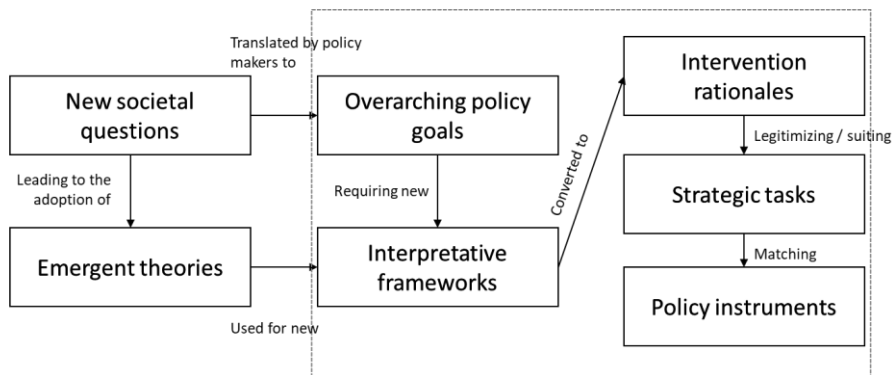 Translated by policy
makers to
New societal
questions
Overarching policy
goals
Intervention
rationales
Leading to the
adoption of
Requiring new
Converted to
Legitimizing / suiting
Strategic tasks
Emergent theories
Interpretative
frameworks
Matching
Policy instruments
Used for new